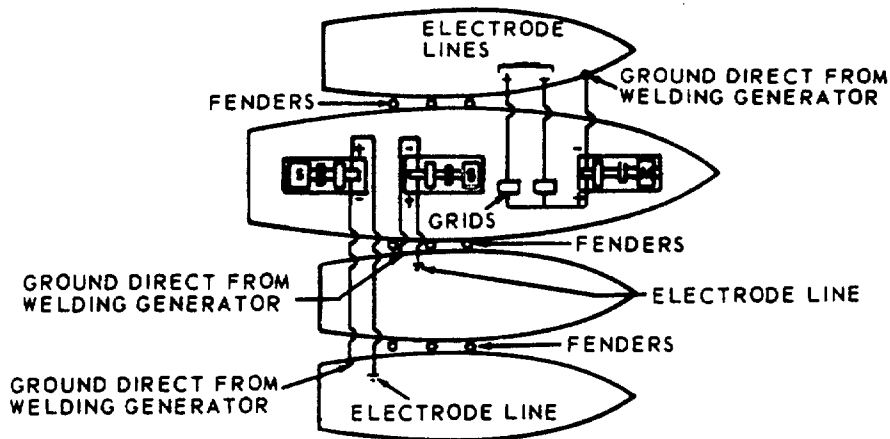 ELECTRODE
LINES
GROUND DIRECT FROM
WELDING GENERATOR
FENDERS
+
-
-
S
S
M
-
+
+
GRIDS
FENDERS
GROUND DIRECT FROM
WELDING GENERATOR
ELECTRODE LINE
FENDERS
GROUND DIRECT FROM
WELDING GENERATOR
ELECTRODE LINE